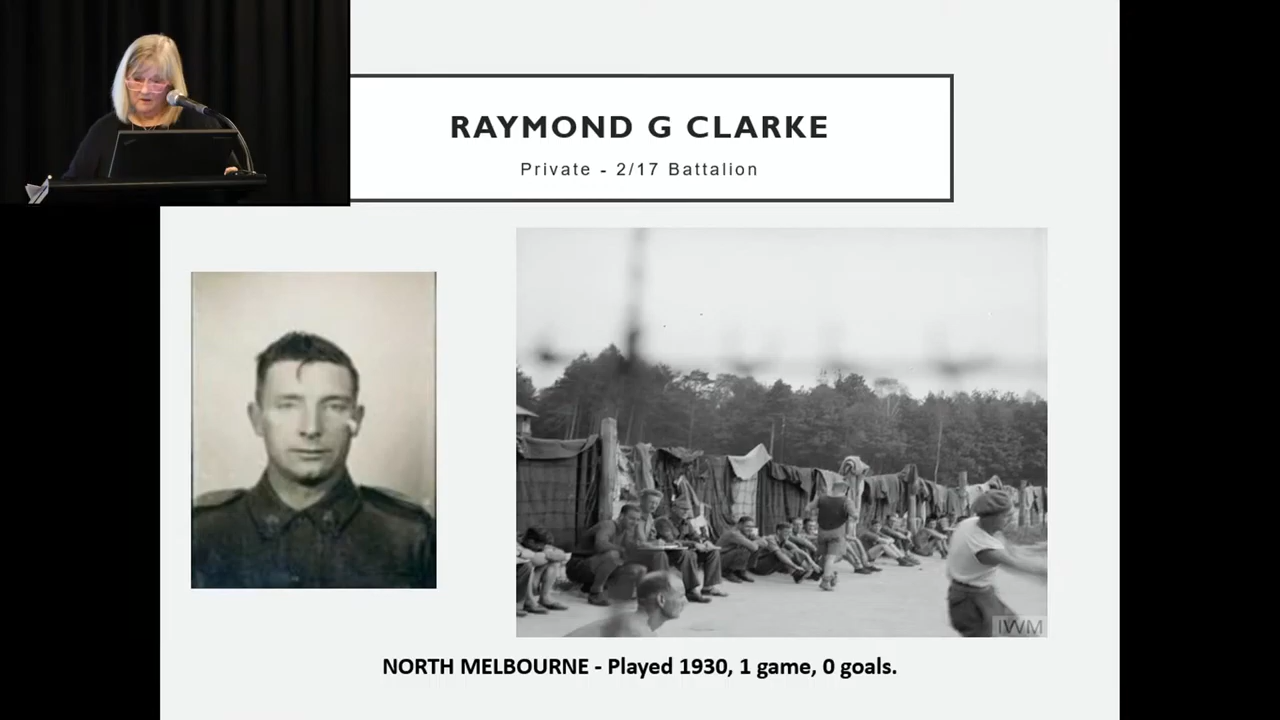 RAYMOND G CLARKE
Private - 2/17 Battalion
IWM
NORTH MELBOURNE - Played 1930, 1 game, 0 goals.